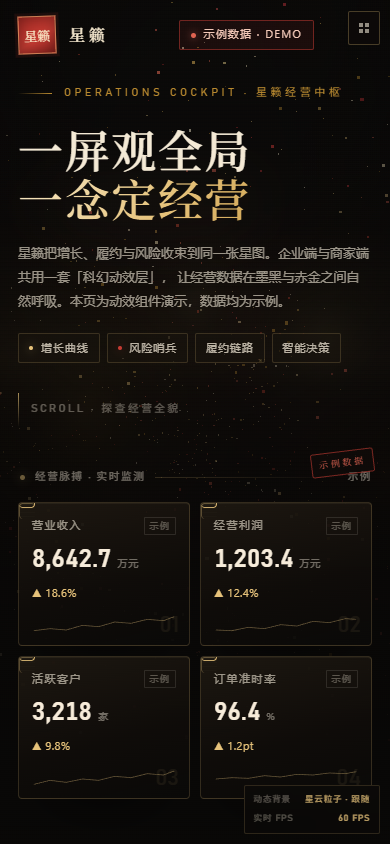 星籁
星籁
示例数据 · DEMO
OPERATIONS COCKPIT · 星籁经营中枢
一屏观全局
一念定经营
星籁把增长、履约与风险收束到同一张星图。企业端与商家端
共用一套「科幻动效层」，让经营数据在墨黑与赤金之间自
然呼吸。本页为动效组件演示，数据均为示例。
增长曲线
风险哨兵
履约链路
智能决策
SCROLL · 探查经营全貌
示例数据
经营脉搏 · 实时监测
示例
营业收入
示例
8,642.7 万元
▲ 18.6%
01
经营利润
示例
1,203.4 万元
▲ 12.4%
02
活跃客户
示例
3,218 家
▲ 9.8%
03
订单准时率
示例
96.4 %
▲ 1.2pt
04
动态背景 星云粒子 · 跟随
实时 FPS 60 FPS